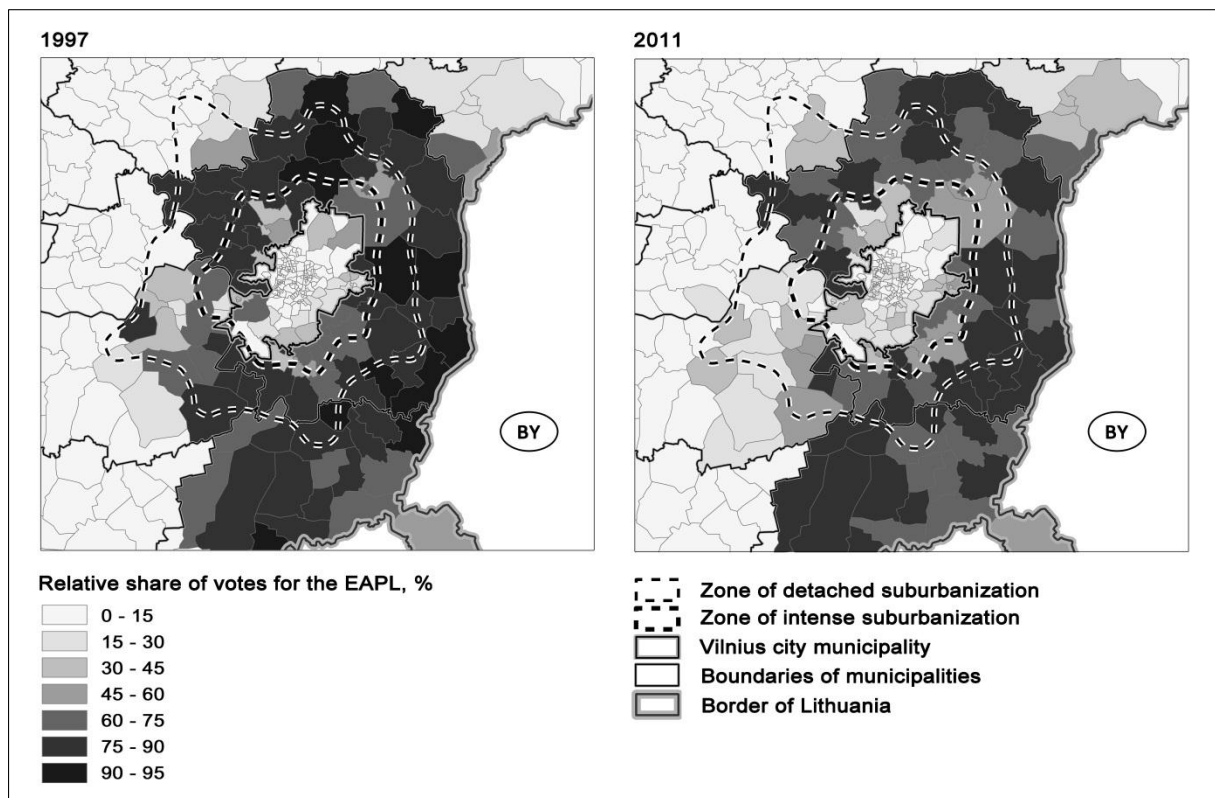 1997
2011
BY
BY
Relative share of votes for the EAPL, %
0 - 15
15 - 30
30 - 45
45 - 60
60 - 75
75 - 90
90 - 95
Zone of detached suburbanization
Zone of intense suburbanization
Vilnius city municipality
Boundaries of municipalities
Border of Lithuania